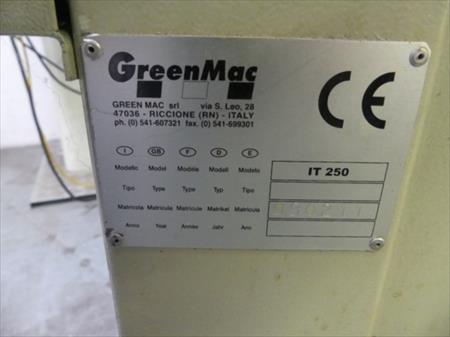 GreenMac
GREEN MAC srl via S. Leo, 28
47036 - RICCIONE (RN) - ITALY
ph. (0) 541-607321 fax. (0) 541-699301
CE
I GB F D E
Modello Model Modèle Modell Modelo IT 250
Tipo Type Type Typ Tipo
Matricola Matricule Matricule Matrikel Matricula
Anno Year Année Jahr Ano